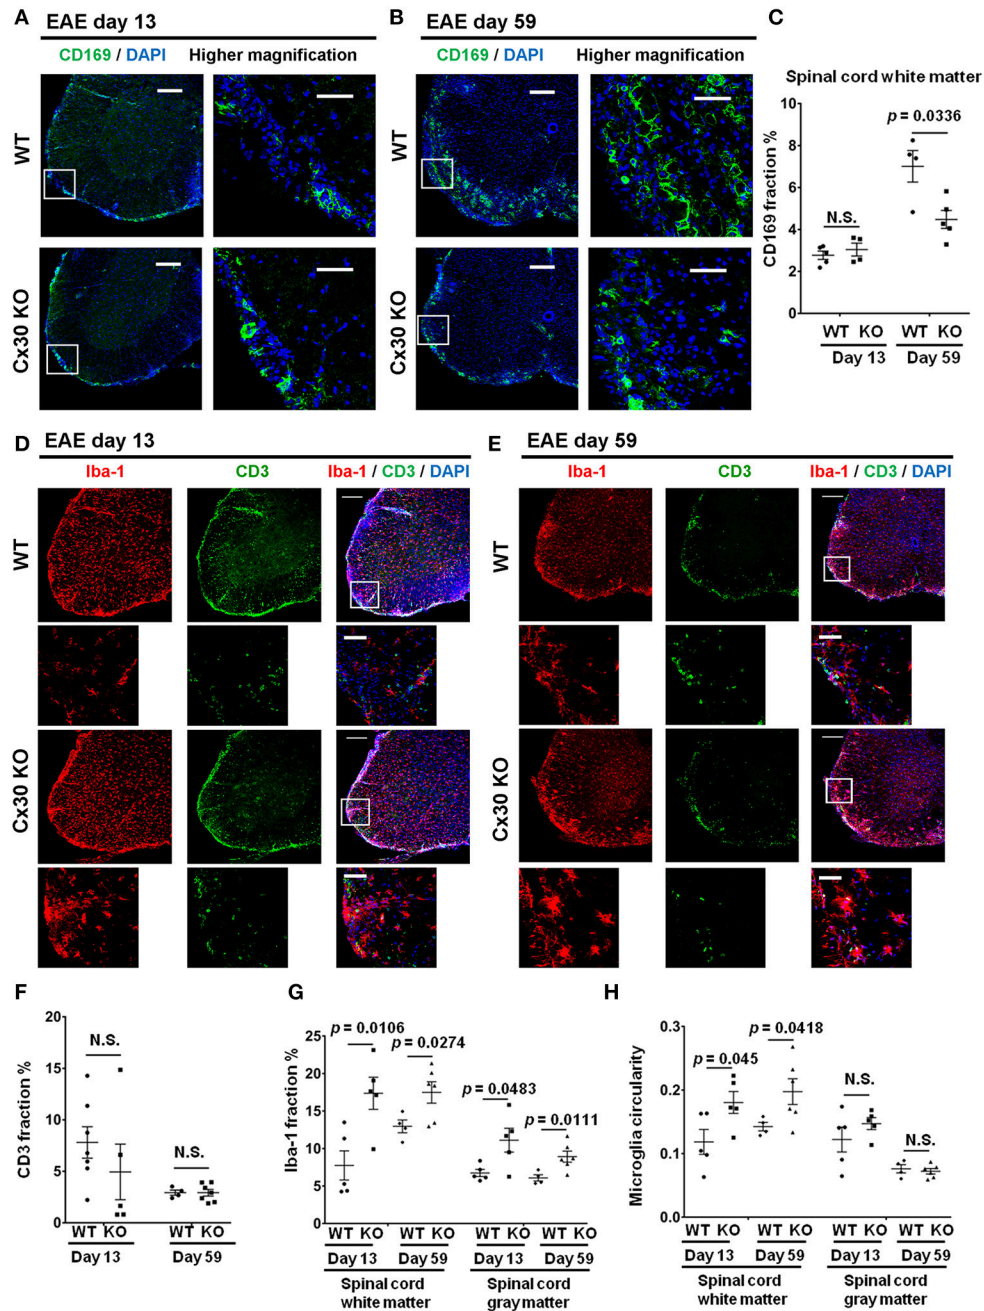 A
EAE day 13
CD169 / DAPI
Higher magnification
WT
Cx30 KO
B
EAE day 59
CD169 / DAPI
Higher magnification
WT
Cx30 KO
C
Spinal cord white matter
CD169 fraction %
10
8
6
4
2
0
N.S.
p = 0.0336
WT KO WT KO
Day 13 Day 59
D
EAE day 13
Iba-1 CD3 Iba-1 / CD3 / DAPI
WT
Cx30 KO
E
EAE day 59
Iba-1 CD3 Iba-1 / CD3 / DAPI
WT
Cx30 KO
F
CD3 fraction %
20
15
10
5
0
N.S.
N.S.
WT KO WT KO
Day 13 Day 59
G
Iba-1 fraction %
25
20
15
10
5
0
p = 0.0106
p = 0.0274
p = 0.0483
p = 0.0111
WT KO WT KO WT KO WT KO
Day 13 Day 59 Day 13 Day 59
Spinal cord white matter
Spinal cord gray matter
H
Microglia circularity
0.3
0.2
0.1
0.0
p = 0.045
p = 0.0418
N.S.
N.S.
WT KO WT KO WT KO WT KO
Day 13 Day 59 Day 13 Day 59
Spinal cord white matter
Spinal cord gray matter